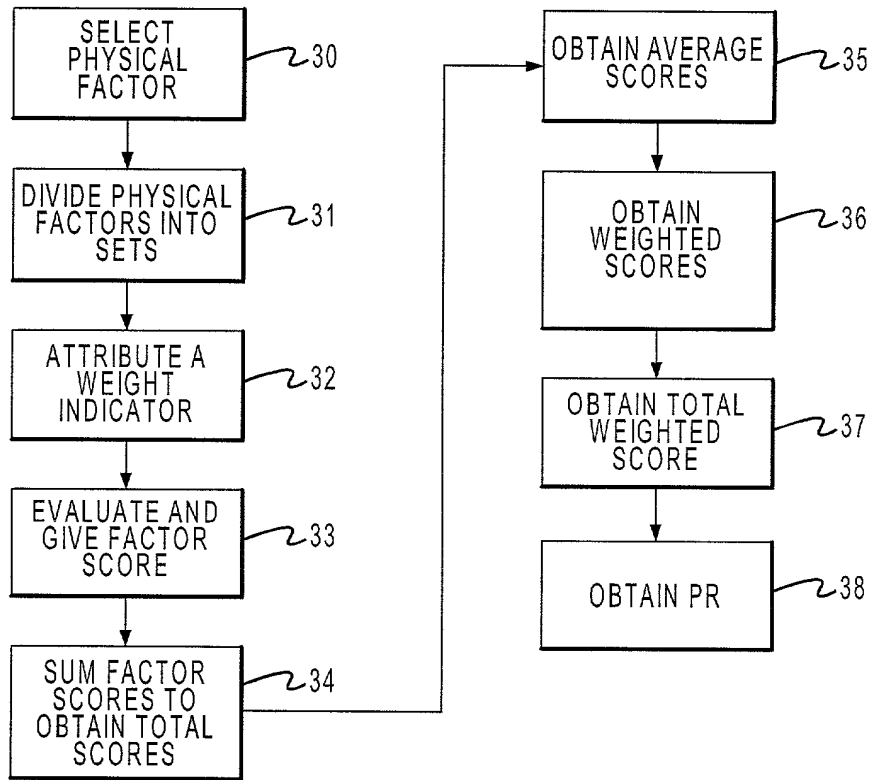 SELECT
PHYSICAL
FACTOR
30
DIVIDE PHYSICAL
FACTORS INTO
SETS
31
ATTRIBUTE A
WEIGHT
INDICATOR
32
EVALUATE AND
GIVE FACTOR
SCORE
33
SUM FACTOR
SCORES TO
OBTAIN TOTAL
SCORES
34
OBTAIN AVERAGE
SCORES
35
OBTAIN
WEIGHTED
SCORES
36
OBTAIN TOTAL
WEIGHTED
SCORE
37
OBTAIN PR
38